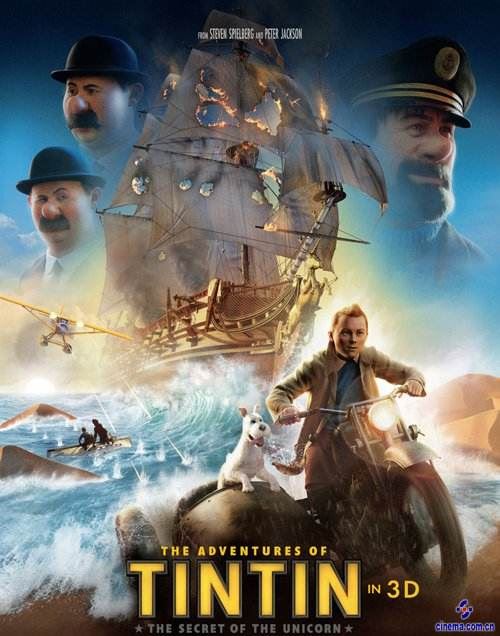 FROM STEVEN SPIELBERG AND PETER JACKSON
THE ADVENTURES OF
TINTIN IN 3D
★ THE SECRET OF THE UNICORN ★
cinema.com.cn